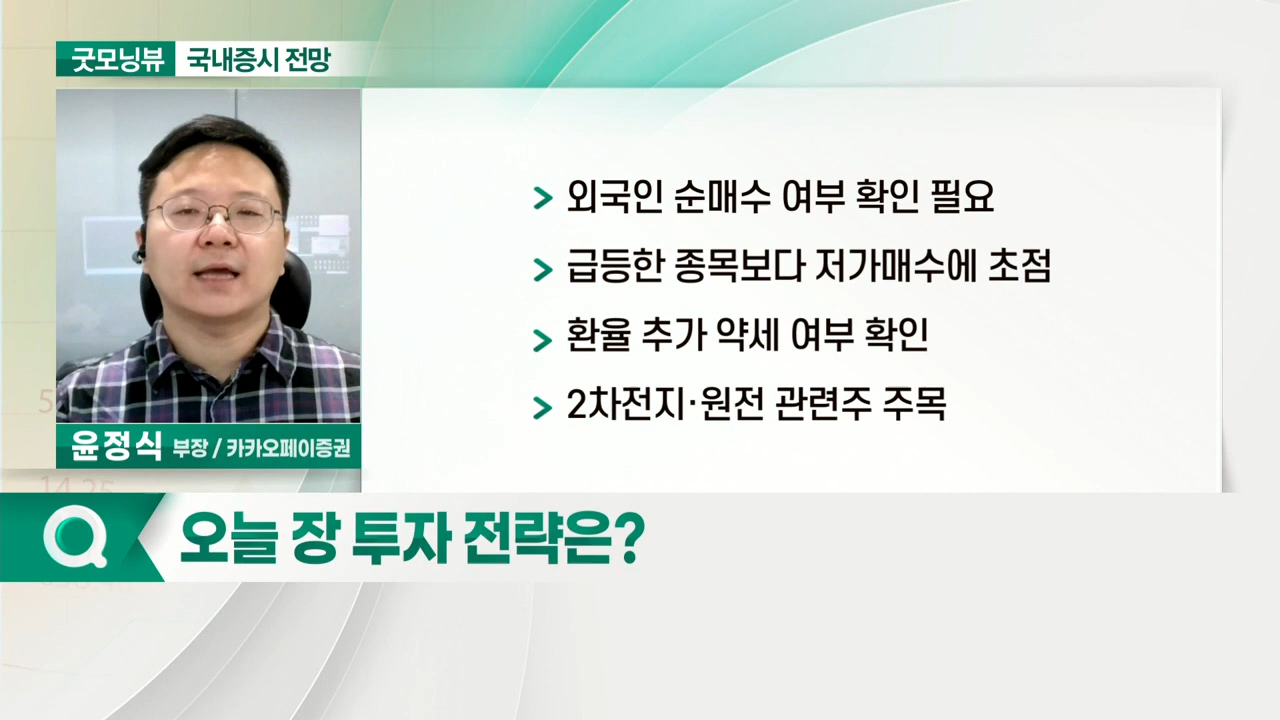 굿모닝뷰 국내증시 전망
> 외국인 순매수 여부 확인 필요
> 급등한 종목보다 저가매수에 초점
> 환율 추가 약세 여부 확인
> 2차전지·원전 관련주 주목
윤정식 부장 / 카카오페이증권
Q 오늘 장 투자 전략은?